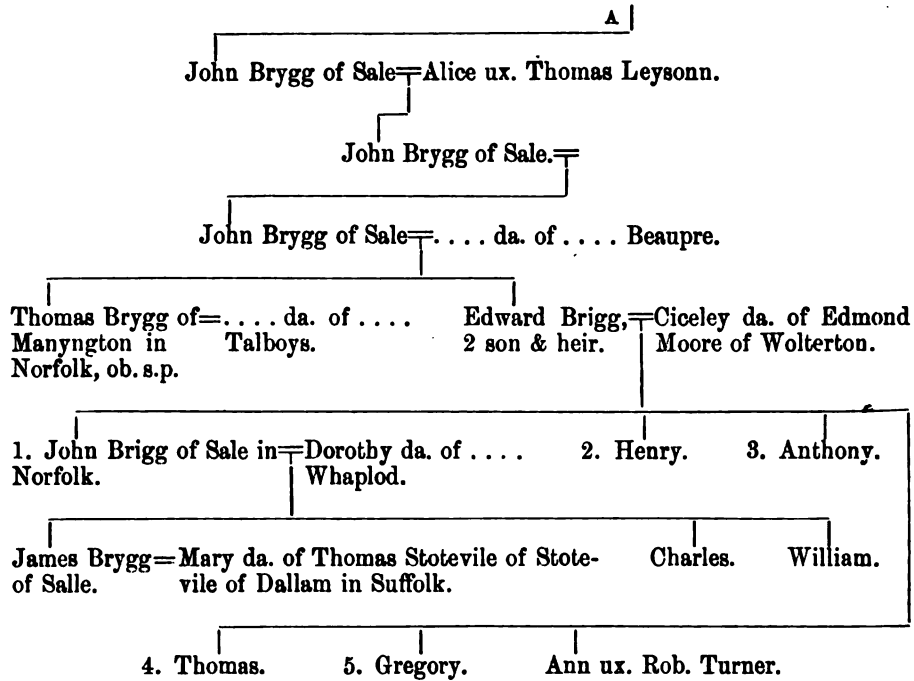 A
John Brygg of Sale=Alice ux. Thomas Leysonn.
John Brygg of Sale.=
John Brygg of Sale=. . . . da. of . . . . Beaupre.
Thomas Brygg of=. . . . da. of . . . .
Manyngton in Talboys.
Norfolk, ob. s.p.
Edward Brigg,=Ciceley da. of Edmond
2 son & heir. Moore of Wolterton.
1. John Brigg of Sale in=Dorothy da. of . . . .
Norfolk. Whaplod.
2. Henry.
3. Anthony.
James Brygg=Mary da. of Thomas Stotevile of Stote-
of Salle. vile of Dallam in Suffolk.
Charles.
William.
4. Thomas.
5. Gregory.
Ann ux. Rob. Turner.